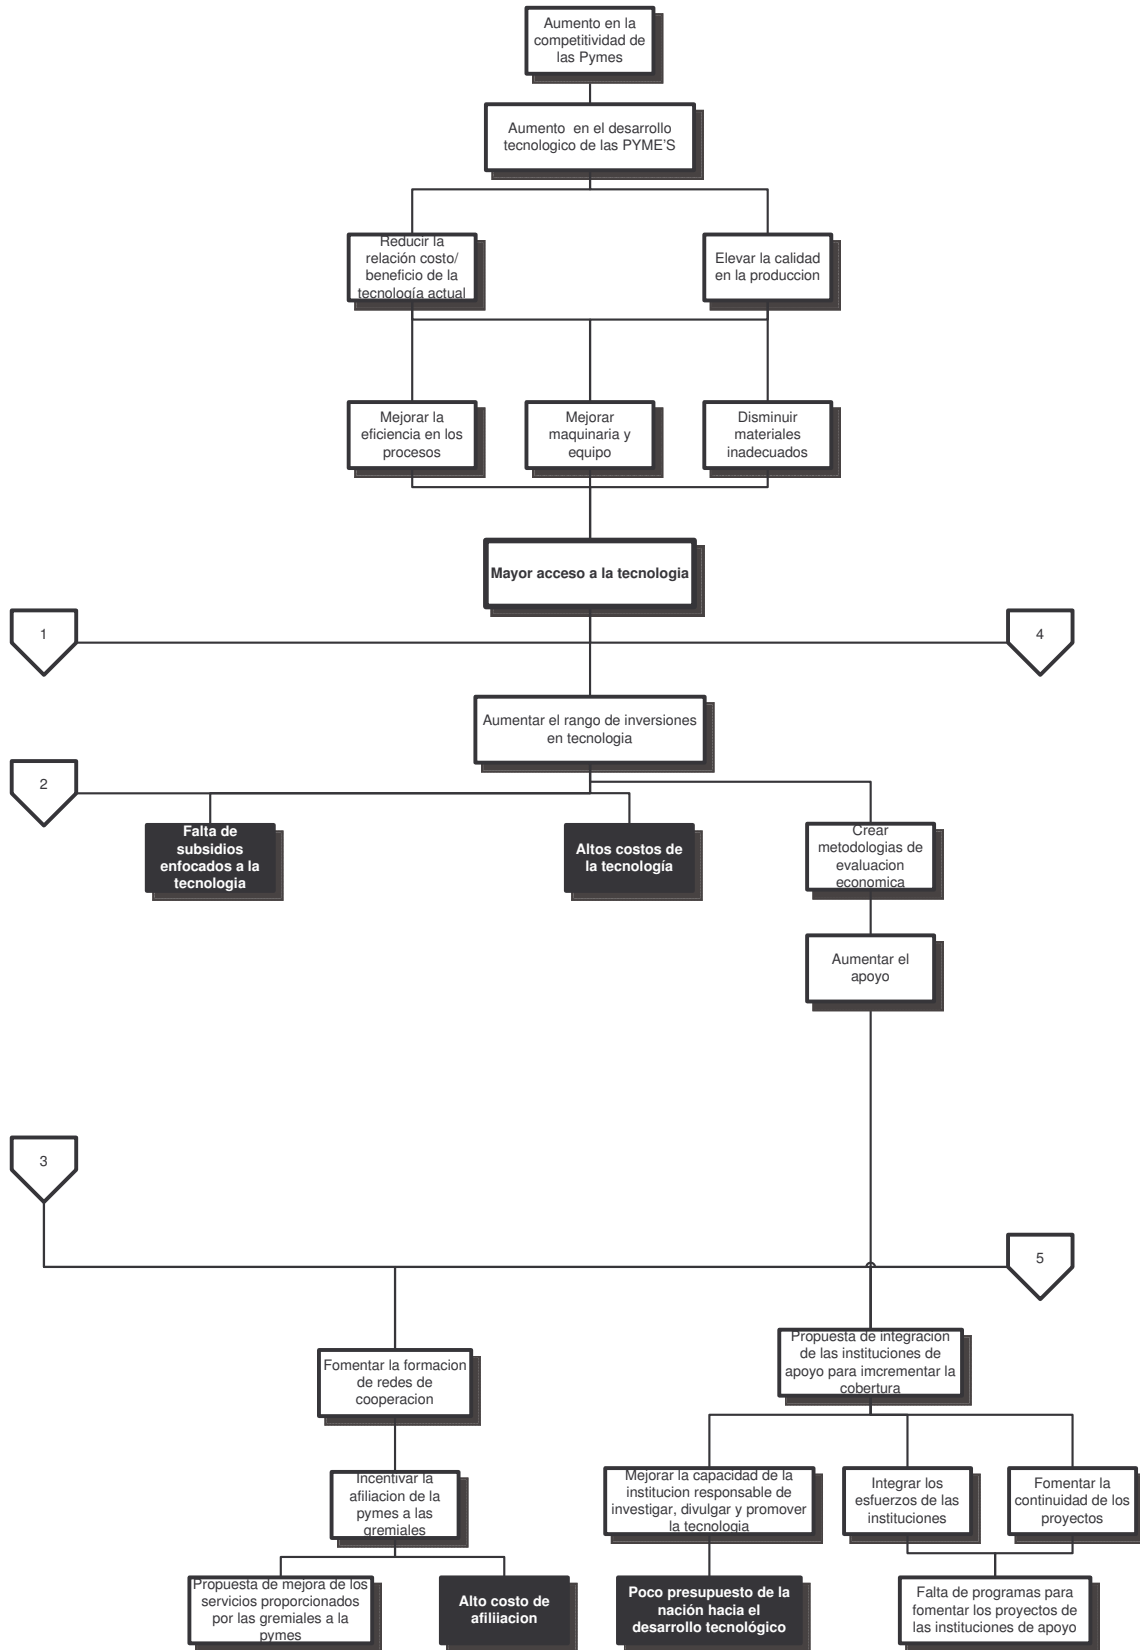 Aumento en la
competitividad de
las Pymes
Aumento en el desarrollo
tecnologico de las PYME'S
Reducir la
relación costo/
beneficio de la
tecnología actual
Elevar la calidad
en la produccion
Mejorar la
eficiencia en los
procesos
Mejorar
maquinaria y
equipo
Disminuir
materiales
inadecuados
Mayor acceso a la tecnologia
1
4
Aumentar el rango de inversiones
en tecnologia
2
Falta de
subsidios
enfocados a la
tecnologia
Altos costos de
la tecnología
Crear
metodologias de
evaluacion
economica
Aumentar el
apoyo
3
5
Fomentar la formacion
de redes de
cooperacion
Propuesta de integracion
de las instituciones de
apoyo para imcrementar la
cobertura
Incentivar la
afiliacion de la
pymes a las
gremiales
Mejorar la capacidad de la
institucion responsable de
investigar, divulgar y promover
la tecnologia
Integrar los
esfuerzos de las
instituciones
Fomentar la
continuidad de los
proyectos
Propuesta de mejora de los
servicios proporcionados
por las gremiales a la
pymes
Alto costo de
afiliiacion
Poco presupuesto de la
nación hacia el
desarrollo tecnológico
Falta de programas para
fomentar los proyectos de
las instituciones de apoyo